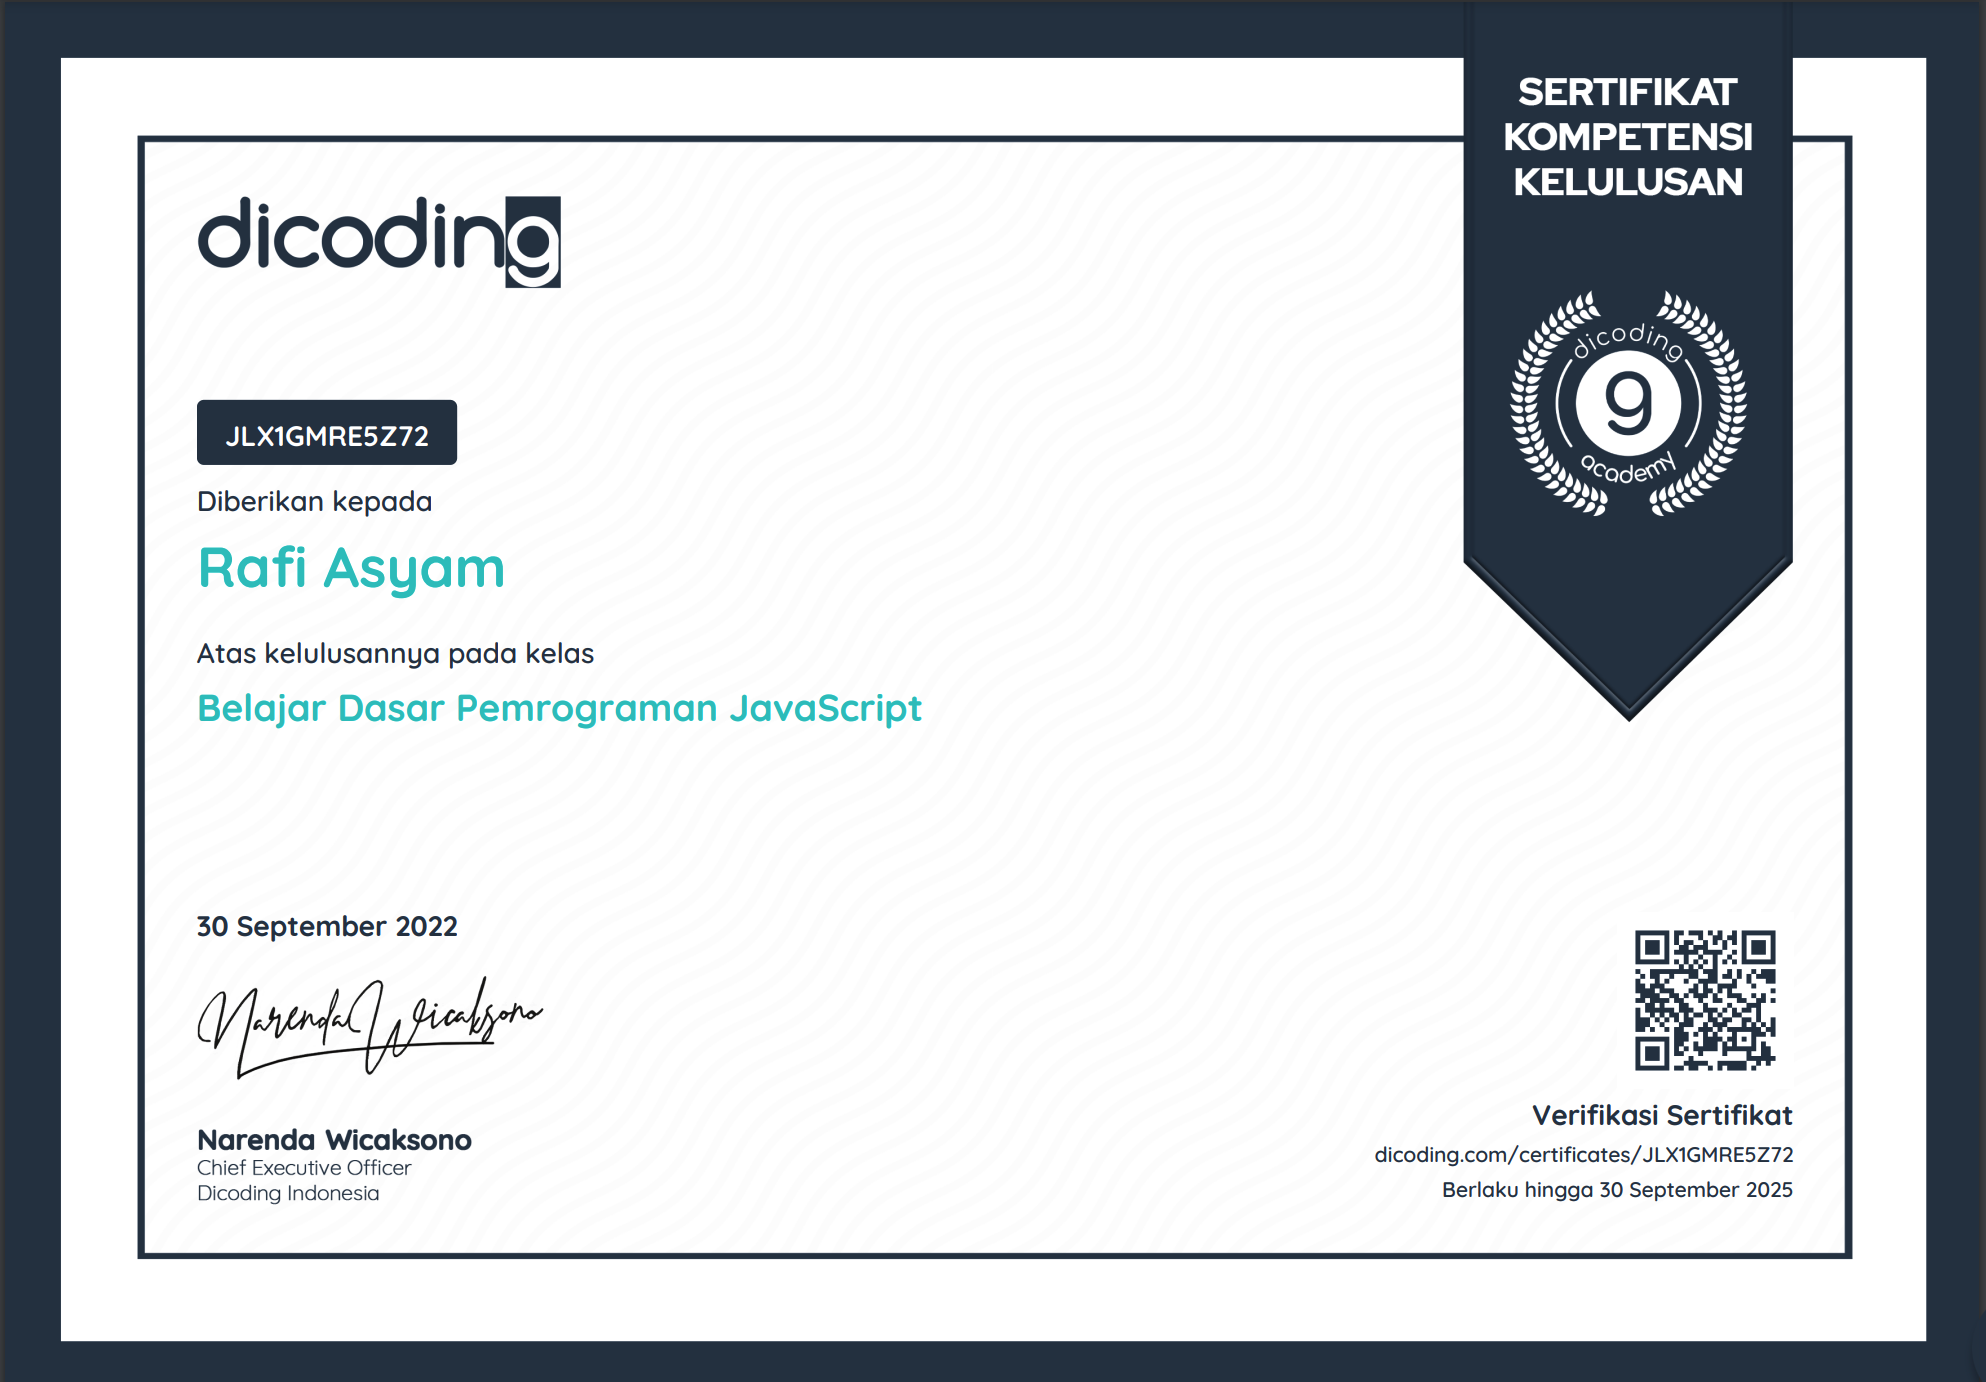 SERTIFIKAT
KOMPETENSI
KELULUSAN
dicoding
dicoding
g
academy
JLX1GMRE5Z72
Diberikan kepada
Rafi Asyam
Atas kelulusannya pada kelas
Belajar Dasar Pemrograman JavaScript
30 September 2022
Narenda Wicaksono
Narenda Wicaksono
Chief Executive Officer
Dicoding Indonesia
Verifikasi Sertifikat
dicoding.com/certificates/JLX1GMRE5Z72
Berlaku hingga 30 September 2025